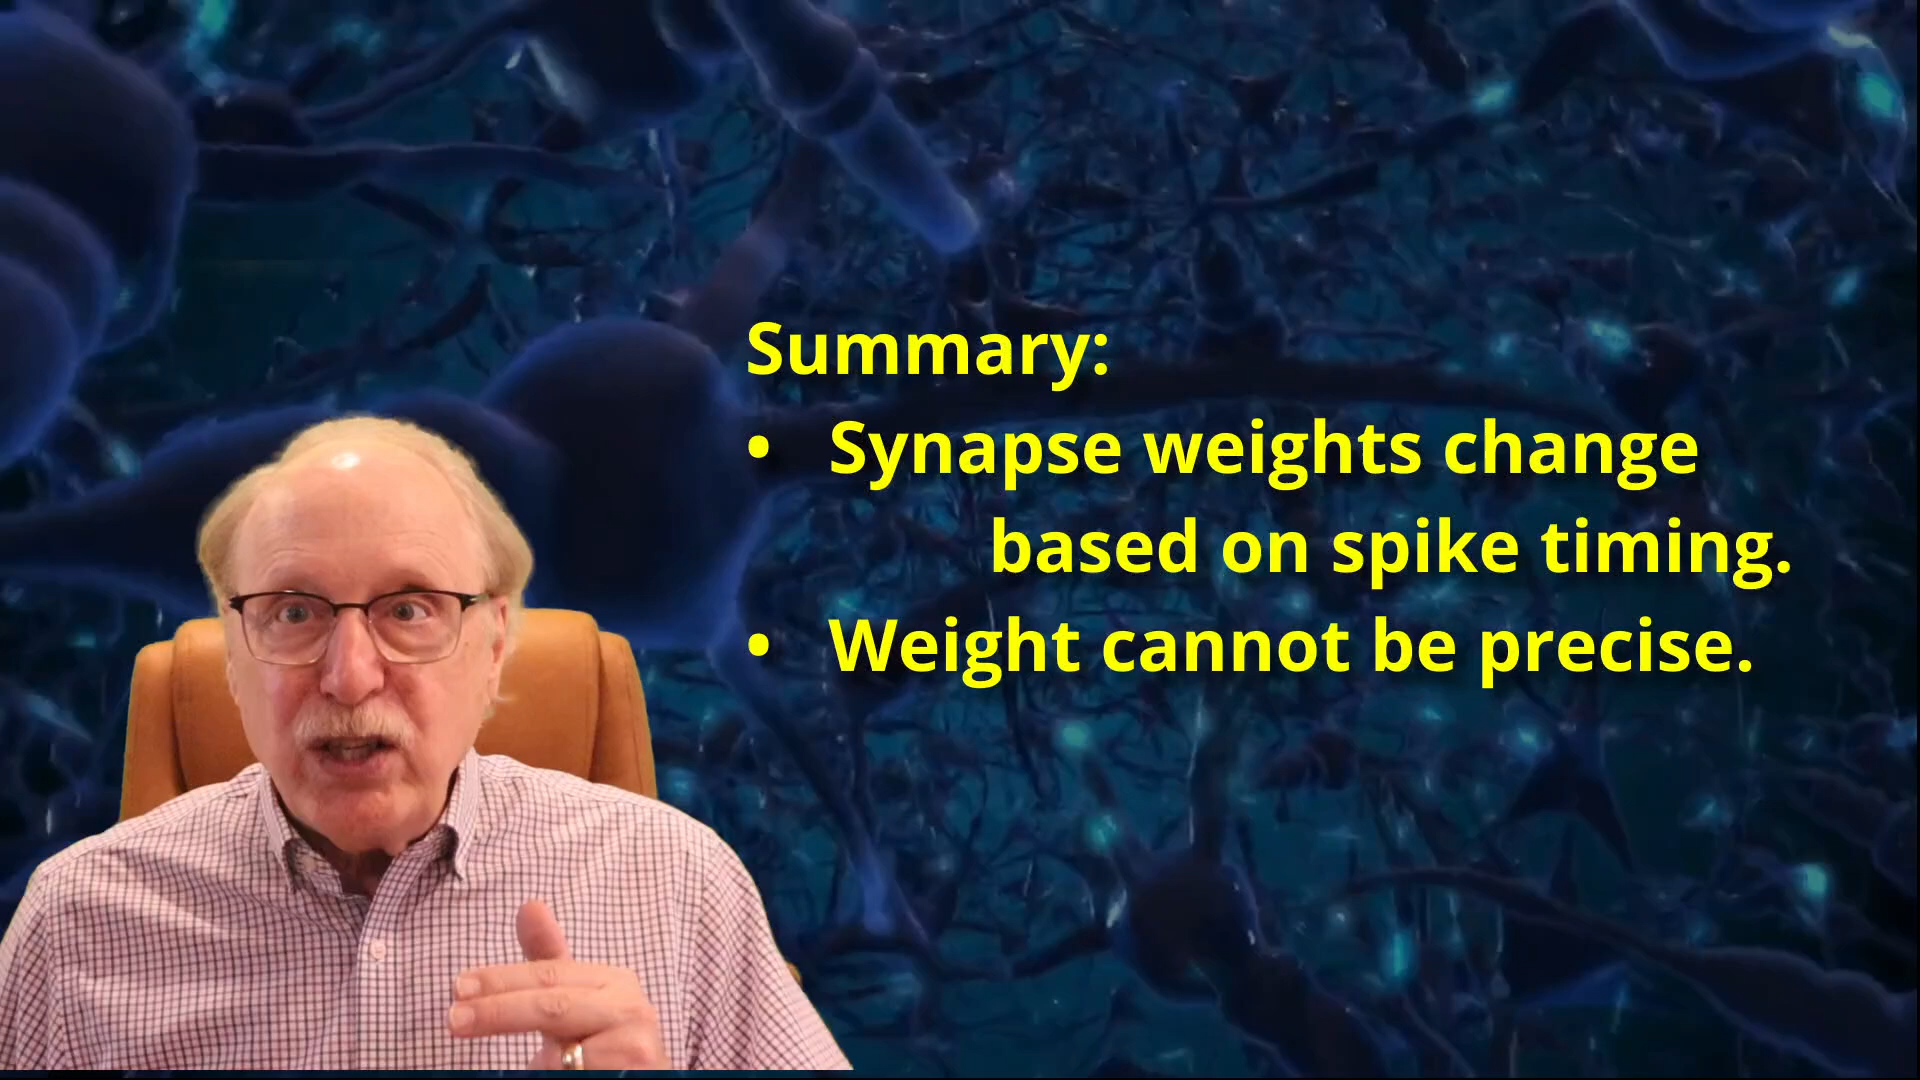 Summary:
• Synapse weights change
based on spike timing.
• Weight cannot be precise.